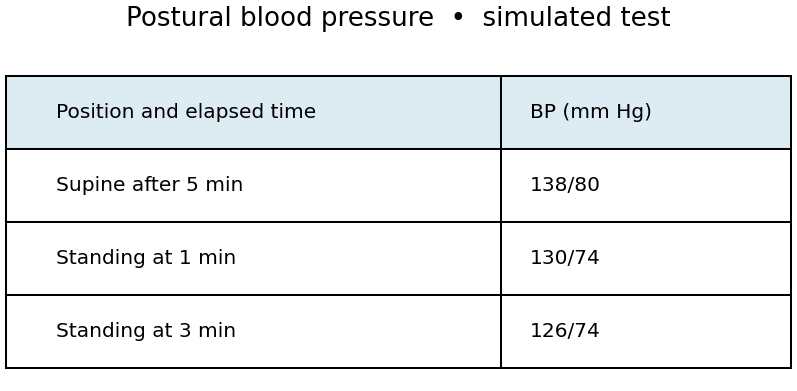 Postural blood pressure • simulated test
Position and elapsed time BP (mm Hg)
Supine after 5 min 138/80
Standing at 1 min 130/74
Standing at 3 min 126/74